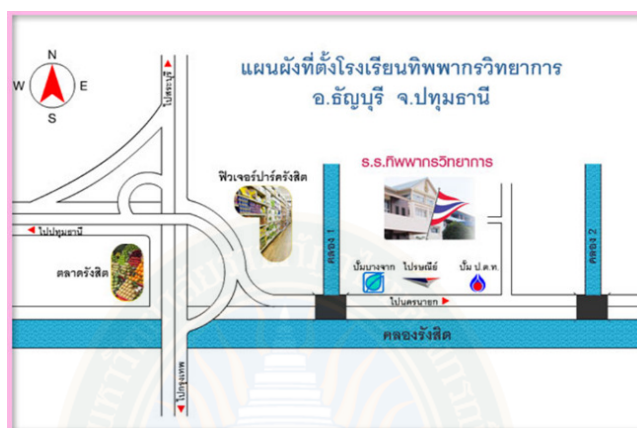 แผนผังที่ตั้งโรงเรียนทิพพากรวิทยาการ
อ.ธัญบุรี จ.ปทุมธานี
N
W E
S
ไปสระบุรี
ร.ร.ทิพพากรวิทยาการ
ฟิวเจอร์ปาร์ครังสิต
ไปปทุมธานี
ตลาดรังสิต
คลอง 1
คลอง 2
ปั้มบางจาก ไปรษณีย์ ปั้ม ป.ต.ท.
ไปนครนายก
คลองรังสิต
ไปกรุงเทพ